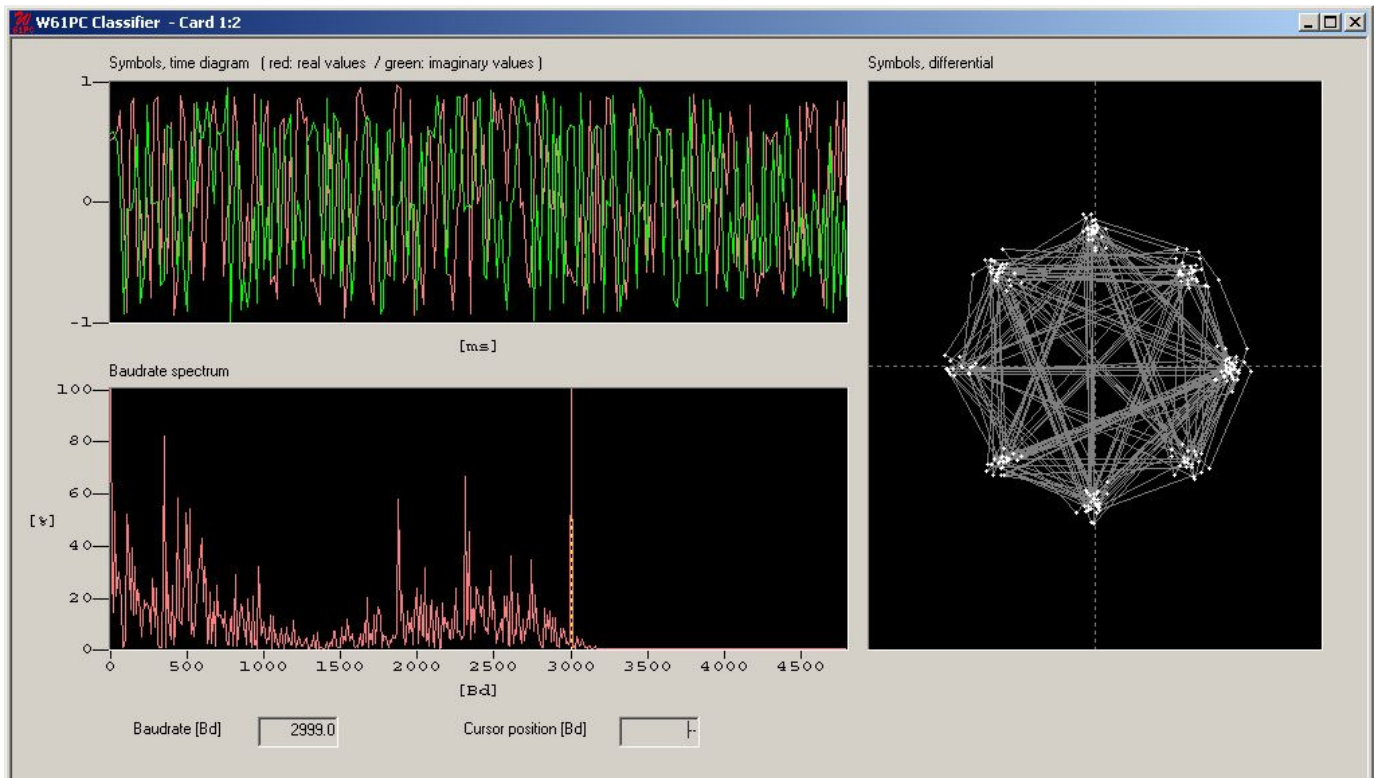 W61PC Classifier - Card 1:2
Symbols, time diagram ( red: real values / green: imaginary values )
Symbols, differential
1
0
-1
[ms]
Baudrate spectrum
100
80
60
[%]
40
20
0
0 500 1000 1500 2000 2500 3000 3500 4000 4500
[Bd]
Baudrate [Bd] 2999.0 Cursor position [Bd]